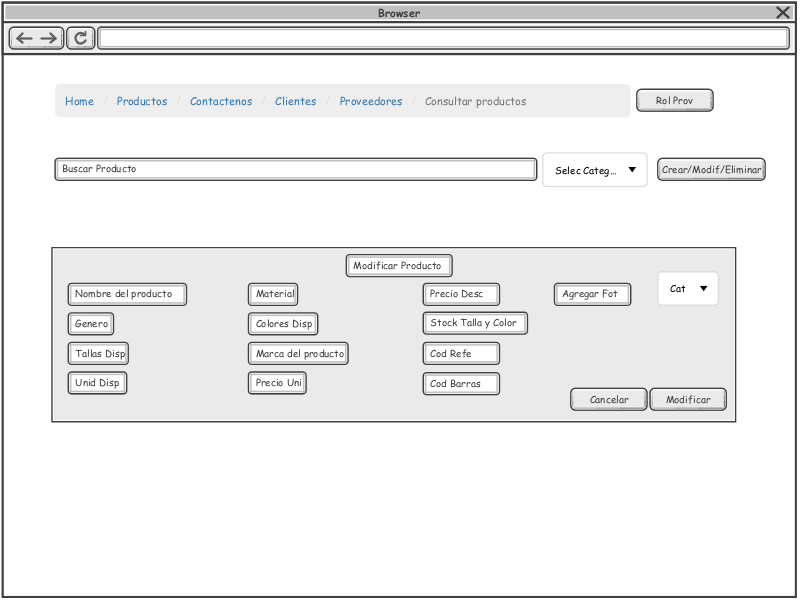 Browser
Home / Productos / Contactenos / Clientes / Proveedores / Consultar productos
Rol Prov
Buscar Producto
Selec Categ...
Crear/Modif/Eliminar
Modificar Producto
Nombre del producto
Material
Precio Desc
Agregar Fot
Cat
Genero
Colores Disp
Stock Talla y Color
Tallas Disp
Marca del producto
Cod Refe
Unid Disp
Precio Uni
Cod Barras
Cancelar
Modificar